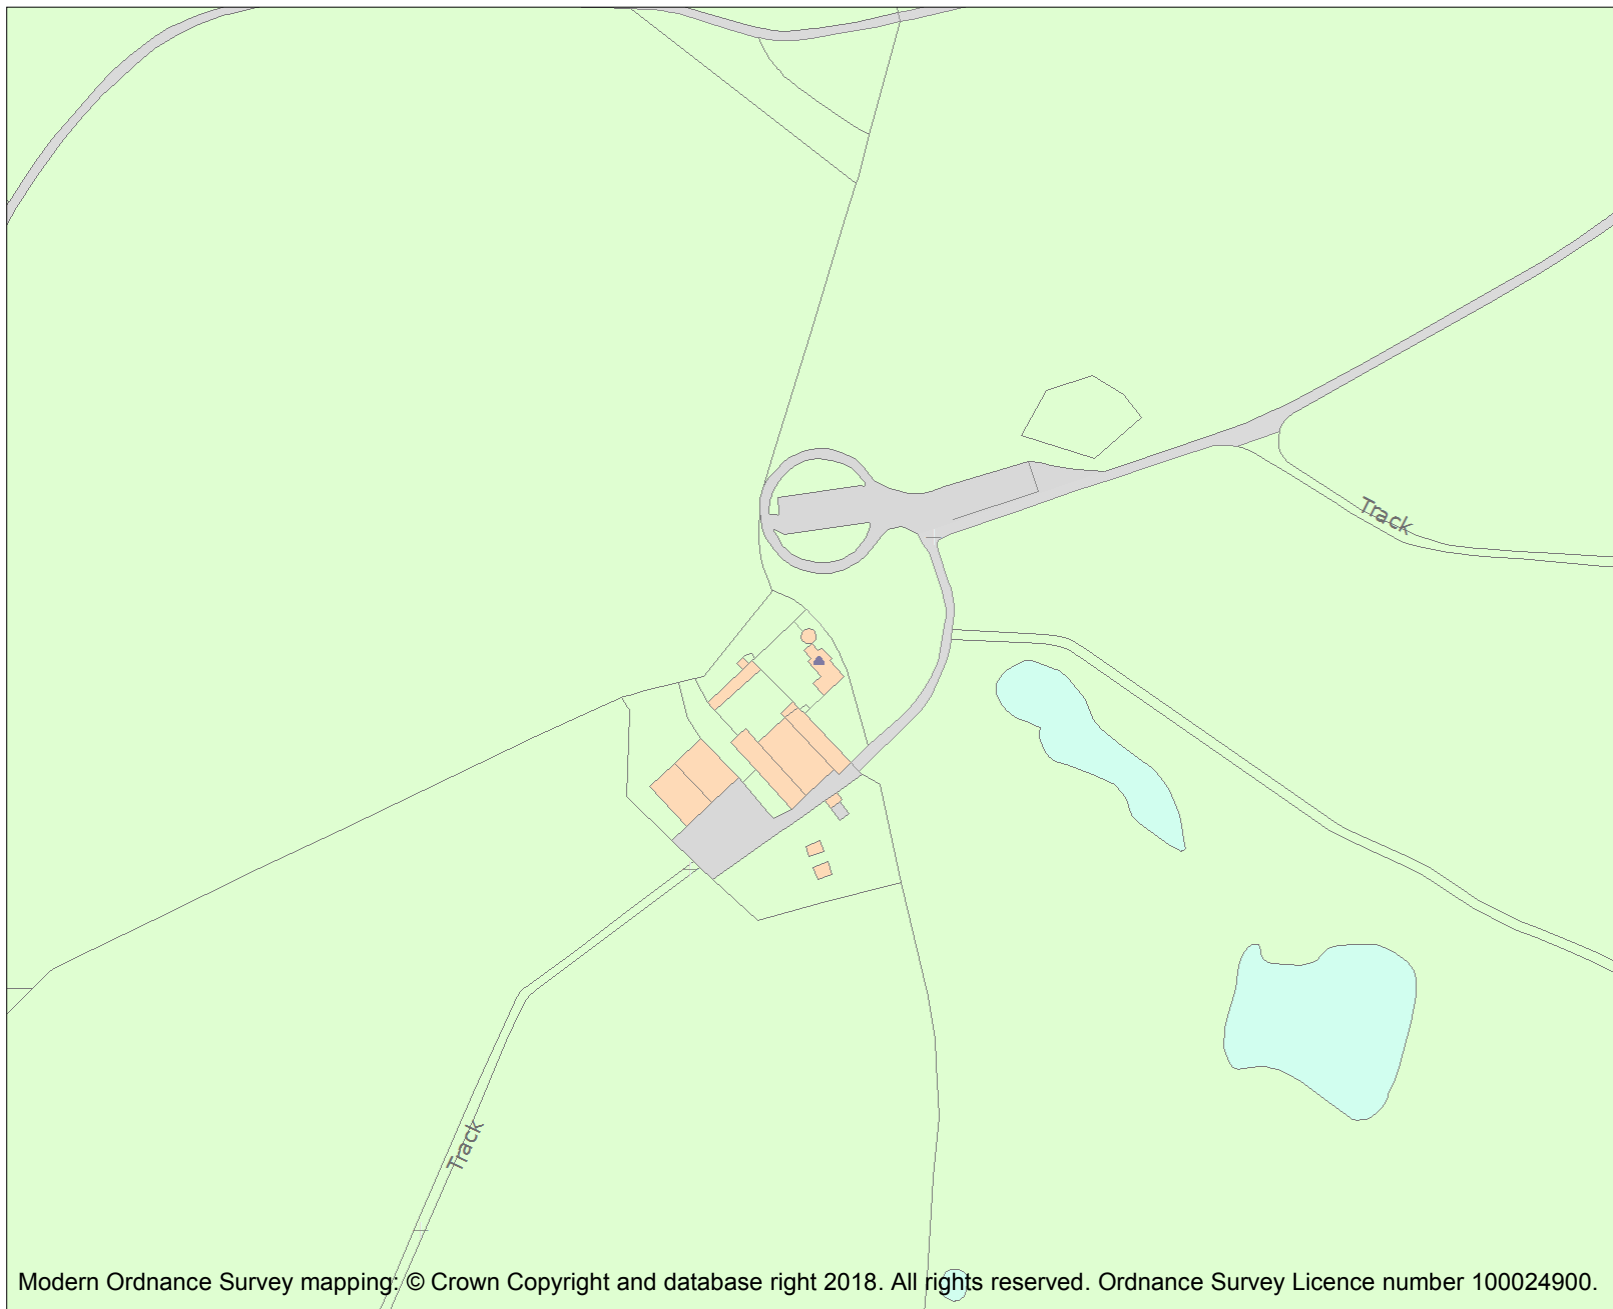 Track
Track
Modern Ordnance Survey mapping: © Crown Copyright and database right 2018. All rights reserved. Ordnance Survey Licence number 100024900.